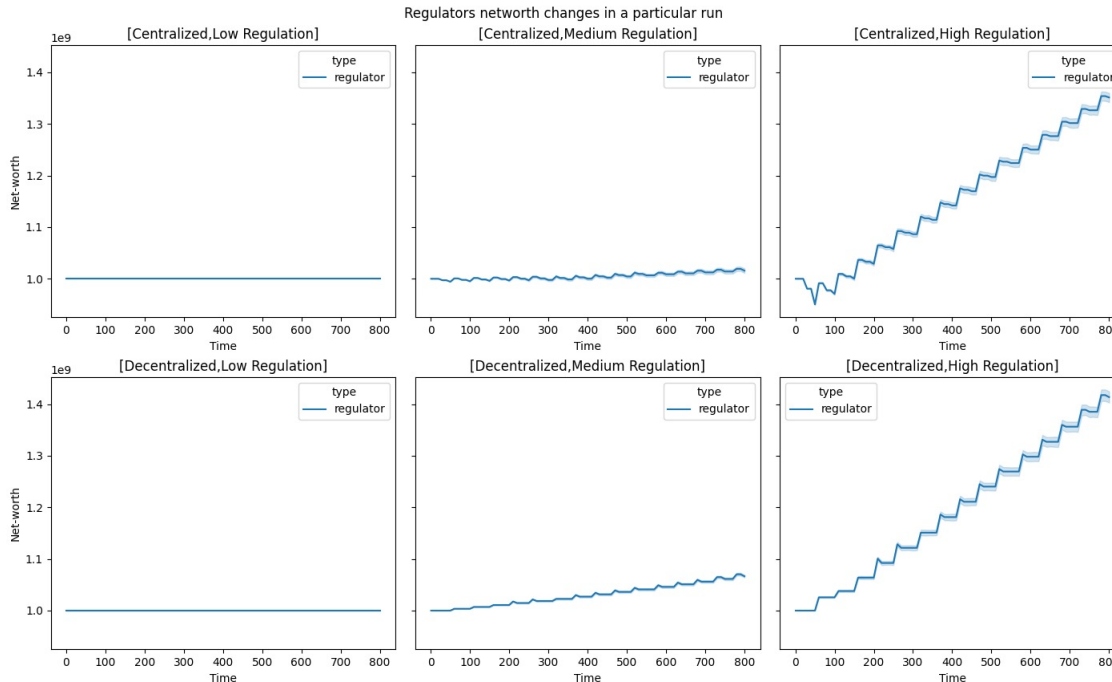 Regulators networth changes in a particular run
[Centralized,Low Regulation]
[Centralized,Medium Regulation]
[Centralized,High Regulation]
1e9
type
regulator
type
regulator
type
regulator
1.4
1.3
1.2
1.1
1.0
Net-worth
0 100 200 300 400 500 600 700 800
0 100 200 300 400 500 600 700 800
0 100 200 300 400 500 600 700 800
Time
Time
Time
[Decentralized,Low Regulation]
[Decentralized,Medium Regulation]
[Decentralized,High Regulation]
1e9
type
regulator
type
regulator
type
regulator
1.4
1.3
1.2
1.1
1.0
Net-worth
0 100 200 300 400 500 600 700 800
0 100 200 300 400 500 600 700 800
0 100 200 300 400 500 600 700 800
Time
Time
Time